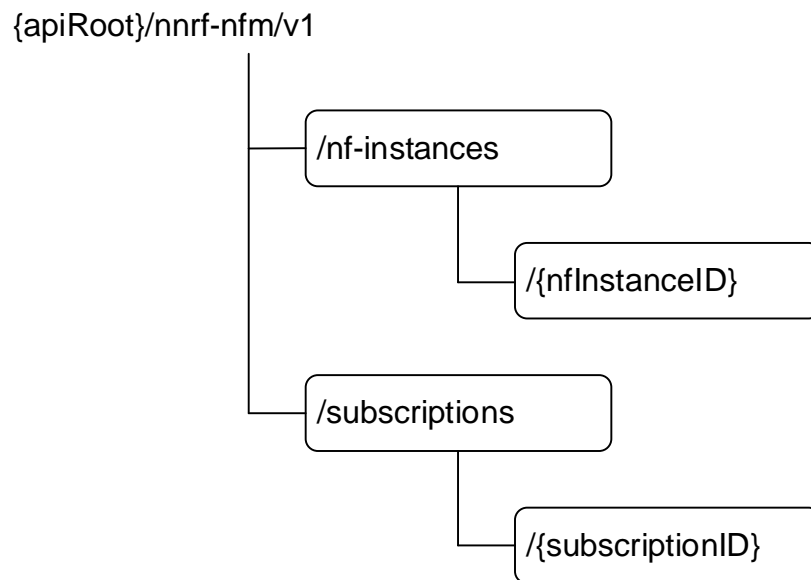 {apiRoot}/nnrf-nfm/v1
/nf-instances
/{nfInstanceID}
/subscriptions
/{subscriptionID}